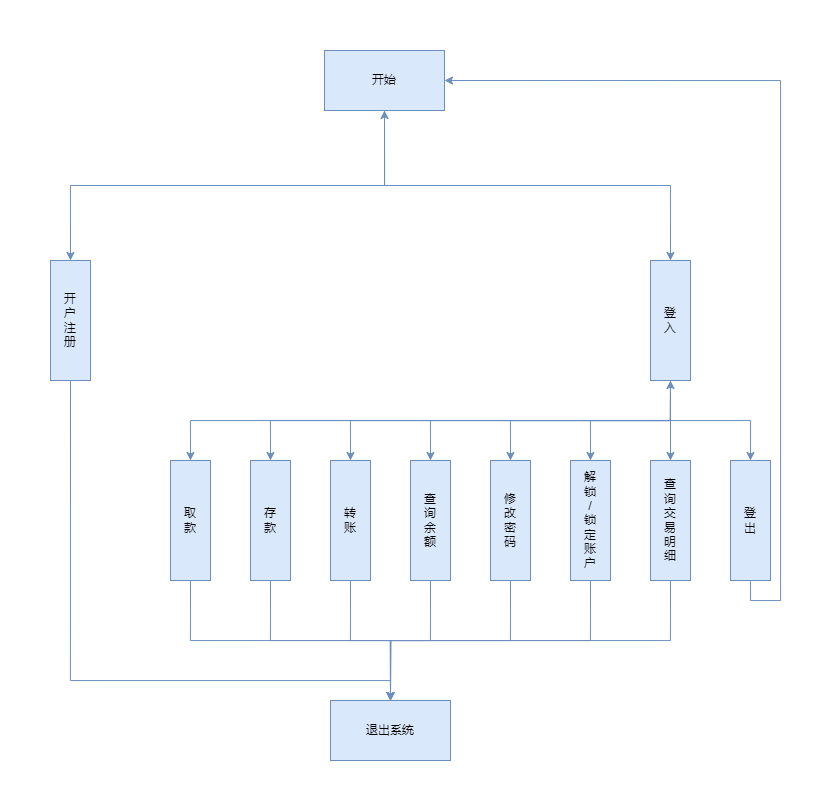 开始
开户注册
登入
取款
存款
转账
查询余额
修改密码
解锁/锁定账户
查询交易明细
登出
退出系统